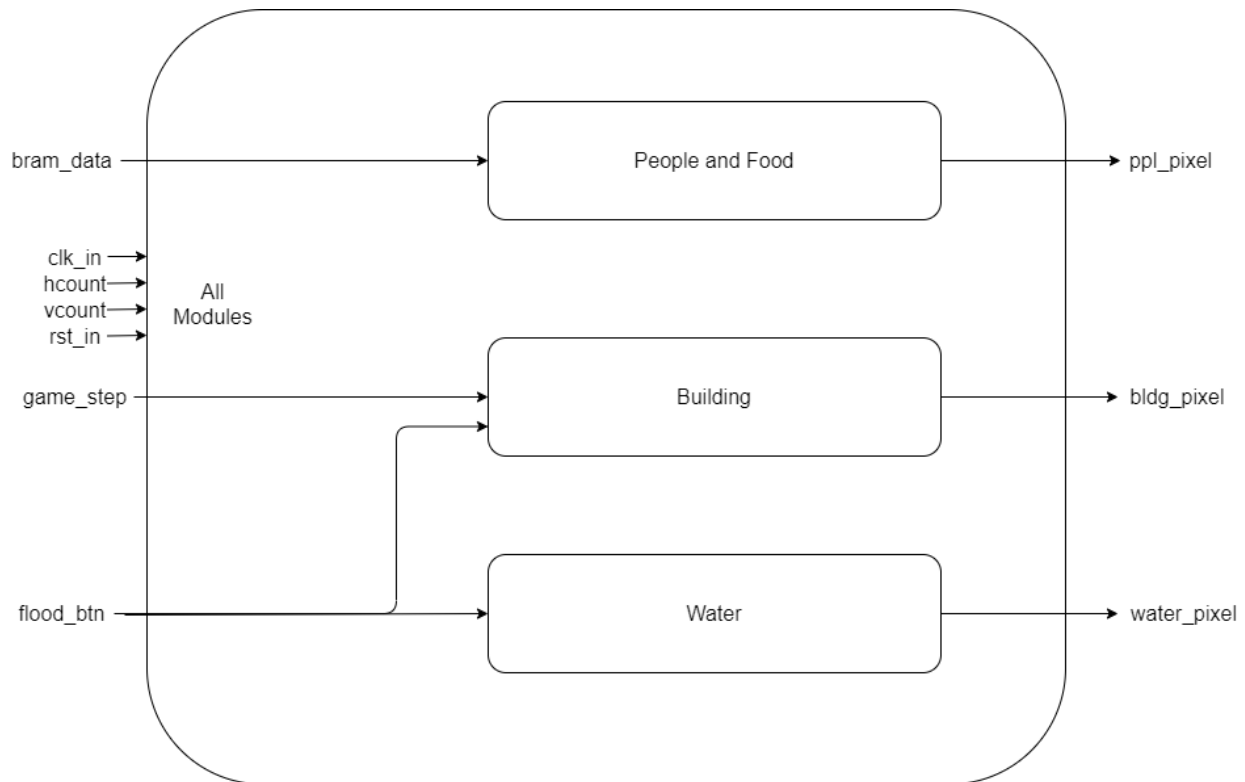 bram_data
People and Food
ppl_pixel
clk_in
hcount
vcount
rst_in
All
Modules
game_step
Building
bldg_pixel
flood_btn
Water
water_pixel